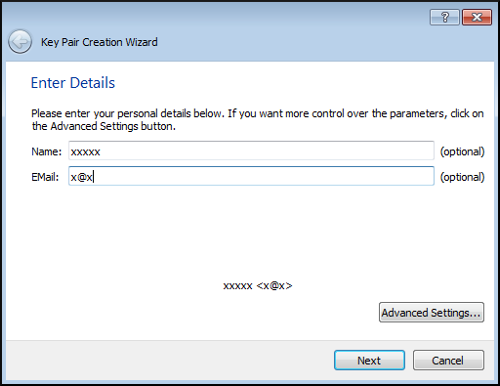 Key Pair Creation Wizard
Enter Details
Please enter your personal details below. If you want more control over the parameters, click on
the Advanced Settings button.
Name: xxxxx (optional)
EMail: x@x (optional)
xxxxx <x@x>
Advanced Settings...
Next Cancel